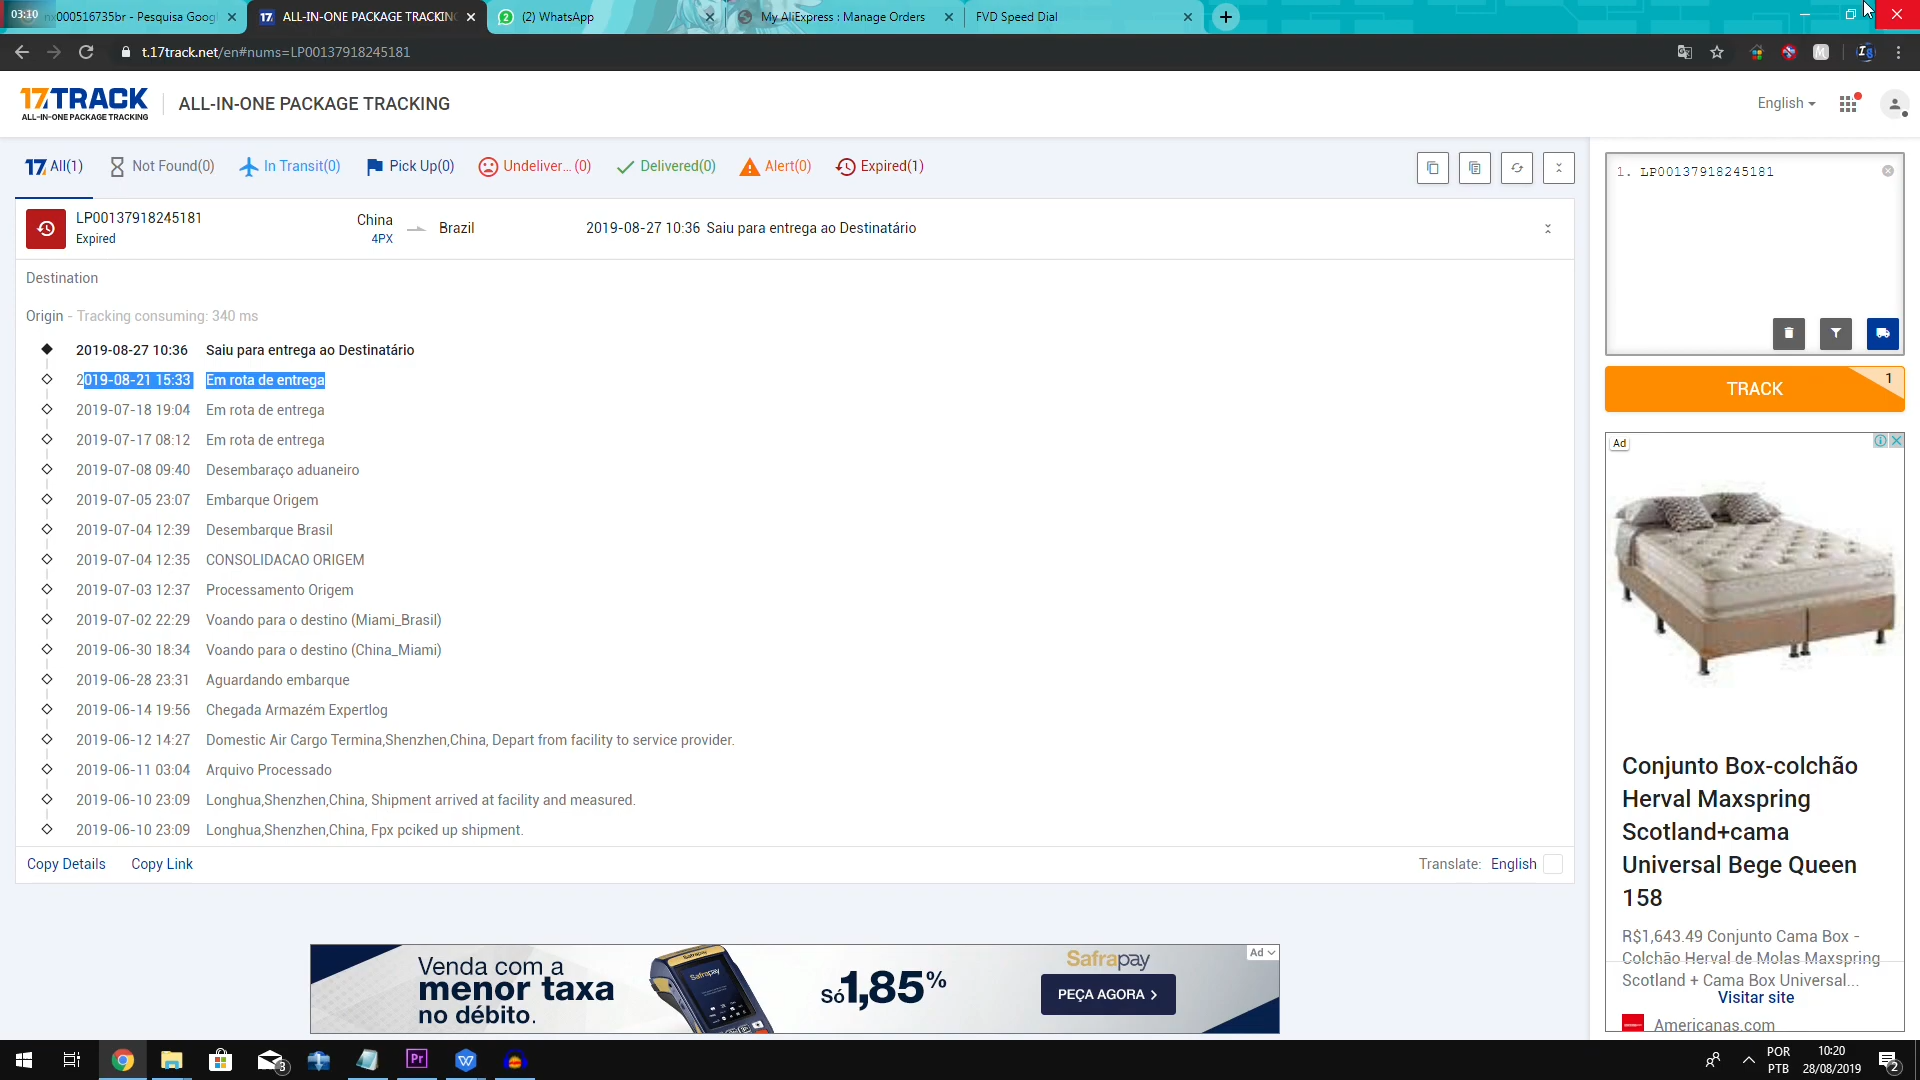 03:10
nx000516735br - Pesquisa Goog
17 ALL-IN-ONE PACKAGE TRACKING
2 (2) WhatsApp
My AliExpress : Manage Orders
FVD Speed Dial
t.17track.net/en#nums=LP00137918245181
17TRACK
ALL-IN-ONE PACKAGE TRACKING
ALL-IN-ONE PACKAGE TRACKING
English
17 All(1)
Not Found(0)
In Transit(0)
Pick Up(0)
Undeliver... (0)
Delivered(0)
Alert(0)
Expired(1)
1. LP00137918245181
LP00137918245181
Expired
China
4PX
Brazil
2019-08-27 10:36 Saiu para entrega ao Destinatário
Destination
Origin - Tracking consuming: 340 ms
2019-08-27 10:36 Saiu para entrega ao Destinatário
2019-08-21 15:33 Em rota de entrega
2019-07-18 19:04 Em rota de entrega
2019-07-17 08:12 Em rota de entrega
2019-07-08 09:40 Desembaraço aduaneiro
2019-07-05 23:07 Embarque Origem
2019-07-04 12:39 Desembarque Brasil
2019-07-04 12:35 CONSOLIDACAO ORIGEM
2019-07-03 12:37 Processamento Origem
2019-07-02 22:29 Voando para o destino (Miami_Brasil)
2019-06-30 18:34 Voando para o destino (China_Miami)
2019-06-28 23:31 Aguardando embarque
2019-06-14 19:56 Chegada Armazém Expertlog
2019-06-12 14:27 Domestic Air Cargo Termina,Shenzhen,China, Depart from facility to service provider.
2019-06-11 03:04 Arquivo Processado
2019-06-10 23:09 Longhua,Shenzhen,China, Shipment arrived at facility and measured.
2019-06-10 23:09 Longhua,Shenzhen,China, Fpx pciked up shipment.
Copy Details
Copy Link
Translate: English
TRACK
1
Ad
Conjunto Box-colchão
Herval Maxspring
Scotland+cama
Universal Bege Queen
158
R$1,643.49 Conjunto Cama Box -
Colchão Herval de Molas Maxspring
Scotland + Cama Box Universal...
Visitar site
Americanas.com
Venda com a
menor taxa
no débito.
Safrapay
Só 1,85%
Safrapay
PEÇA AGORA
Ad
3
Pr
POR
PTB
10:20
28/08/2019
2